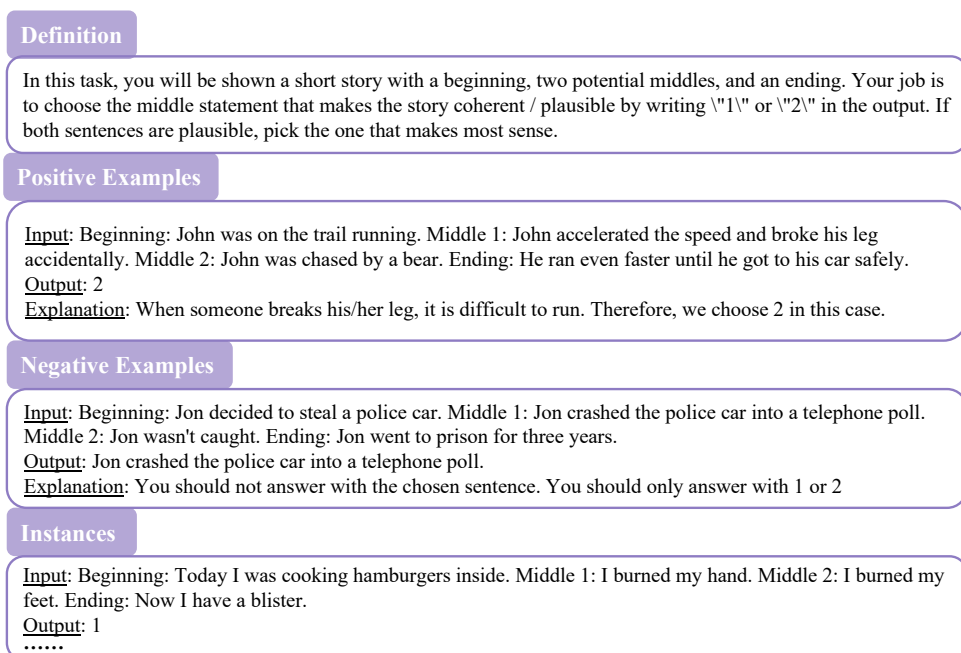 Definition
In this task, you will be shown a short story with a beginning, two potential middles, and an ending. Your job is
to choose the middle statement that makes the story coherent / plausible by writing \"1\" or \"2\" in the output. If
both sentences are plausible, pick the one that makes most sense.
Positive Examples
Input: Beginning: John was on the trail running. Middle 1: John accelerated the speed and broke his leg
accidentally. Middle 2: John was chased by a bear. Ending: He ran even faster until he got to his car safely.
Output: 2
Explanation: When someone breaks his/her leg, it is difficult to run. Therefore, we choose 2 in this case.
Negative Examples
Input: Beginning: Jon decided to steal a police car. Middle 1: Jon crashed the police car into a telephone poll.
Middle 2: Jon wasn't caught. Ending: Jon went to prison for three years.
Output: Jon crashed the police car into a telephone poll.
Explanation: You should not answer with the chosen sentence. You should only answer with 1 or 2
Instances
Input: Beginning: Today I was cooking hamburgers inside. Middle 1: I burned my hand. Middle 2: I burned my
feet. Ending: Now I have a blister.
Output: 1
......